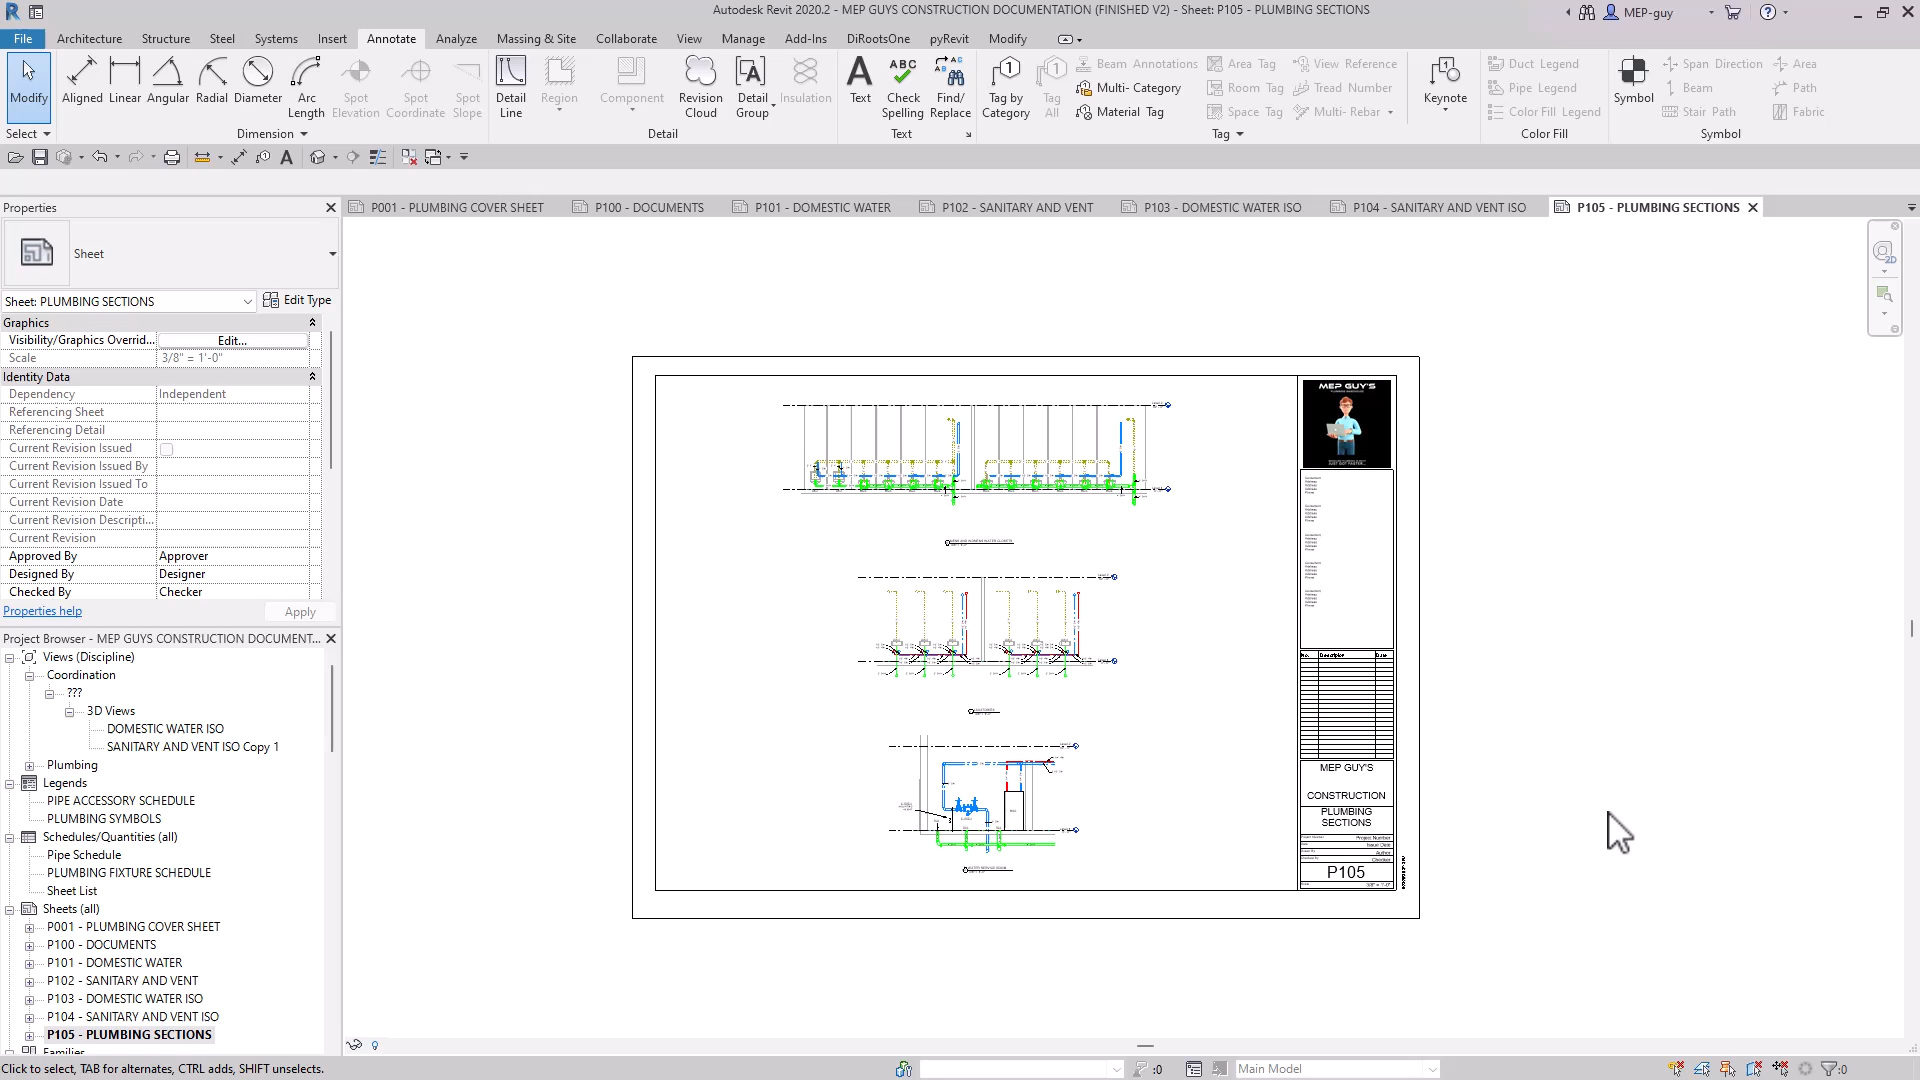 Autodesk Revit 2020.2 - MEP GUYS CONSTRUCTION DOCUMENTATION (FINISHED V2) - Sheet: P105 - PLUMBING SECTIONS
MEP-guy
File Architecture Structure Steel Systems Insert Annotate Analyze Massing & Site Collaborate View Manage Add-Ins DiRootsOne pyRevit Modify
Modify
Aligned Linear Angular Radial Diameter Arc Length Spot Elevation Spot Coordinate Spot Slope
Detail Line Region Component Revision Cloud Detail Group Insulation
Text Check Spelling Find/ Replace
Tag by Category Tag All
Beam Annotations Area Tag View Reference
Multi- Category Room Tag Tread Number
Material Tag Space Tag Multi- Rebar
Keynote
Duct Legend
Pipe Legend
Color Fill Legend
Symbol
Span Direction Area
Beam Path
Stair Path Fabric
Select Dimension Detail Text Tag Color Fill Symbol
Properties
P001 - PLUMBING COVER SHEET P100 - DOCUMENTS P101 - DOMESTIC WATER P102 - SANITARY AND VENT P103 - DOMESTIC WATER ISO P104 - SANITARY AND VENT ISO P105 - PLUMBING SECTIONS
Sheet
Sheet: PLUMBING SECTIONS Edit Type
Graphics
Visibility/Graphics Overrid... Edit...
Scale 3/8" = 1'-0"
Identity Data
Dependency Independent
Referencing Sheet
Referencing Detail
Current Revision Issued
Current Revision Issued By
Current Revision Issued To
Current Revision Date
Current Revision Descripti...
Current Revision
Approved By Approver
Designed By Designer
Checked By Checker
Properties help Apply
Project Browser - MEP GUYS CONSTRUCTION DOCUMENT...
Views (Discipline)
Coordination
???
3D Views
DOMESTIC WATER ISO
SANITARY AND VENT ISO Copy 1
Plumbing
Legends
PIPE ACCESSORY SCHEDULE
PLUMBING SYMBOLS
Schedules/Quantities (all)
Pipe Schedule
PLUMBING FIXTURE SCHEDULE
Sheet List
Sheets (all)
P001 - PLUMBING COVER SHEET
P100 - DOCUMENTS
P101 - DOMESTIC WATER
P102 - SANITARY AND VENT
P103 - DOMESTIC WATER ISO
P104 - SANITARY AND VENT ISO
P105 - PLUMBING SECTIONS
Families
MEP GUY'S
No. Description Date
MEP GUY'S
CONSTRUCTION
PLUMBING
SECTIONS
Project Number
Issue Date
Author
Checker
P105
3/8" = 1'-0"
Click to select, TAB for alternates, CTRL adds, SHIFT unselects.
:0
Main Model
:0